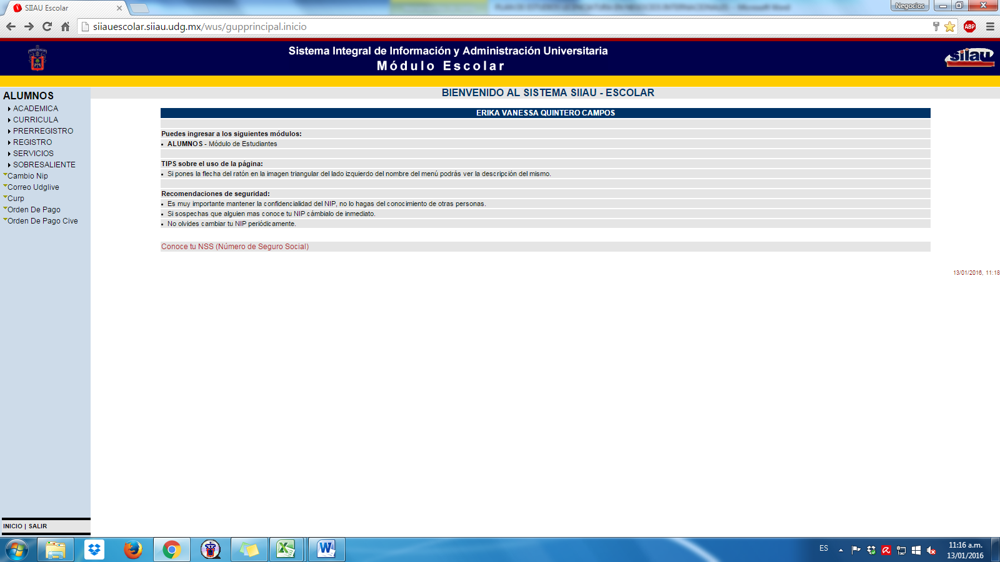 SIIAU Escolar
Negocios
siiauescolar.siiau.udg.mx/wus/gupprincipal.inicio
ABP
Sistema Integral de Información y Administración Universitaria
Módulo Escolar
siiau
ALUMNOS
ACADEMICA
CURRICULA
PRERREGISTRO
REGISTRO
SERVICIOS
SOBRESALIENTE
Cambio Nip
Correo Udglive
Curp
Orden De Pago
Orden De Pago Cive
INICIO | SALIR
BIENVENIDO AL SISTEMA SIIAU - ESCOLAR
ERIKA VANESSA QUINTERO CAMPOS
Puedes ingresar a los siguientes módulos:
• ALUMNOS - Módulo de Estudiantes
TIPS sobre el uso de la página:
• Si pones la flecha del ratón en la imagen triangular del lado izquierdo del nombre del menú podrás ver la descripción del mismo.
Recomendaciones de seguridad:
• Es muy importante mantener la confidencialidad del NIP, no lo hagas del conocimiento de otras personas.
• Si sospechas que alguien mas conoce tu NIP cámbialo de inmediato.
• No olvides cambiar tu NIP periódicamente.
Conoce tu NSS (Número de Seguro Social)
13/01/2016, 11:18
ES
11:16 a.m.
13/01/2016